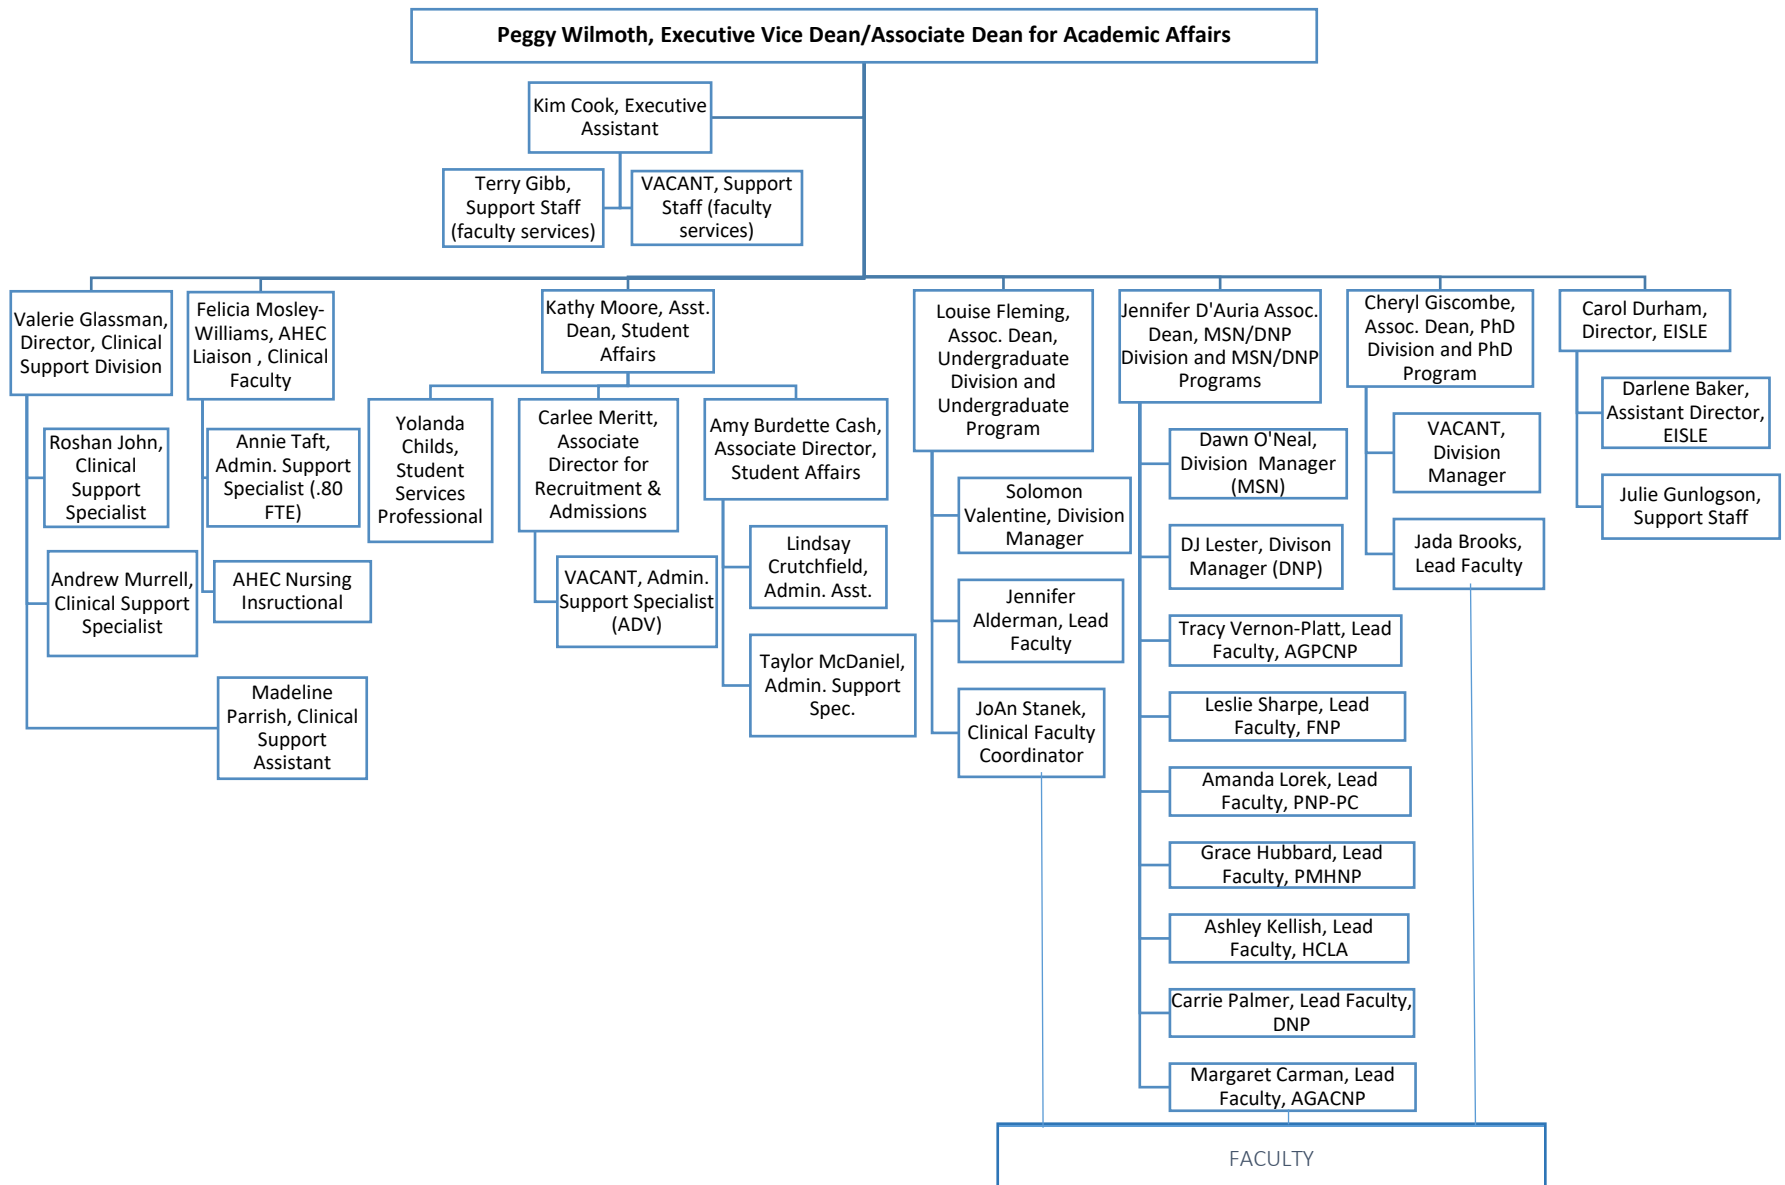 Peggy Wilmoth, Executive Vice Dean/Associate Dean for Academic Affairs
Kim Cook, Executive
Assistant
Terry Gibb,
Support Staff
(faculty services)
VACANT, Support
Staff (faculty
services)
Valerie Glassman,
Director, Clinical
Support Division
Roshan John,
Clinical
Support
Specialist
Andrew Murrell,
Clinical Support
Specialist
Madeline
Parrish, Clinical
Support
Assistant
Felicia Mosley-
Williams, AHEC
Liaison , Clinical
Faculty
Annie Taft,
Admin. Support
Specialist (.80
FTE)
AHEC Nursing
Insructional
Kathy Moore, Asst.
Dean, Student
Affairs
Yolanda
Childs,
Student
Services
Professional
Carlee Meritt,
Associate
Director for
Recruitment &
Admissions
VACANT, Admin.
Support Specialist
(ADV)
Amy Burdette Cash,
Associate Director,
Student Affairs
Lindsay
Crutchfield,
Admin. Asst.
Taylor McDaniel,
Admin. Support
Spec.
Louise Fleming,
Assoc. Dean,
Undergraduate
Division and
Undergraduate
Program
Solomon
Valentine, Division
Manager
Jennifer
Alderman, Lead
Faculty
JoAn Stanek,
Clinical Faculty
Coordinator
Jennifer D'Auria Assoc.
Dean, MSN/DNP
Division and MSN/DNP
Programs
Dawn O'Neal,
Division Manager
(MSN)
DJ Lester, Divison
Manager (DNP)
Tracy Vernon-Platt, Lead
Faculty, AGPCNP
Leslie Sharpe, Lead
Faculty, FNP
Amanda Lorek, Lead
Faculty, PNP-PC
Grace Hubbard, Lead
Faculty, PMHNP
Ashley Kellish, Lead
Faculty, HCLA
Carrie Palmer, Lead Faculty,
DNP
Margaret Carman, Lead
Faculty, AGACNP
Cheryl Giscombe,
Assoc. Dean, PhD
Division and PhD
Program
VACANT,
Division
Manager
Jada Brooks,
Lead Faculty
Carol Durham,
Director, EISLE
Darlene Baker,
Assistant Director,
EISLE
Julie Gunlogson,
Support Staff
FACULTY